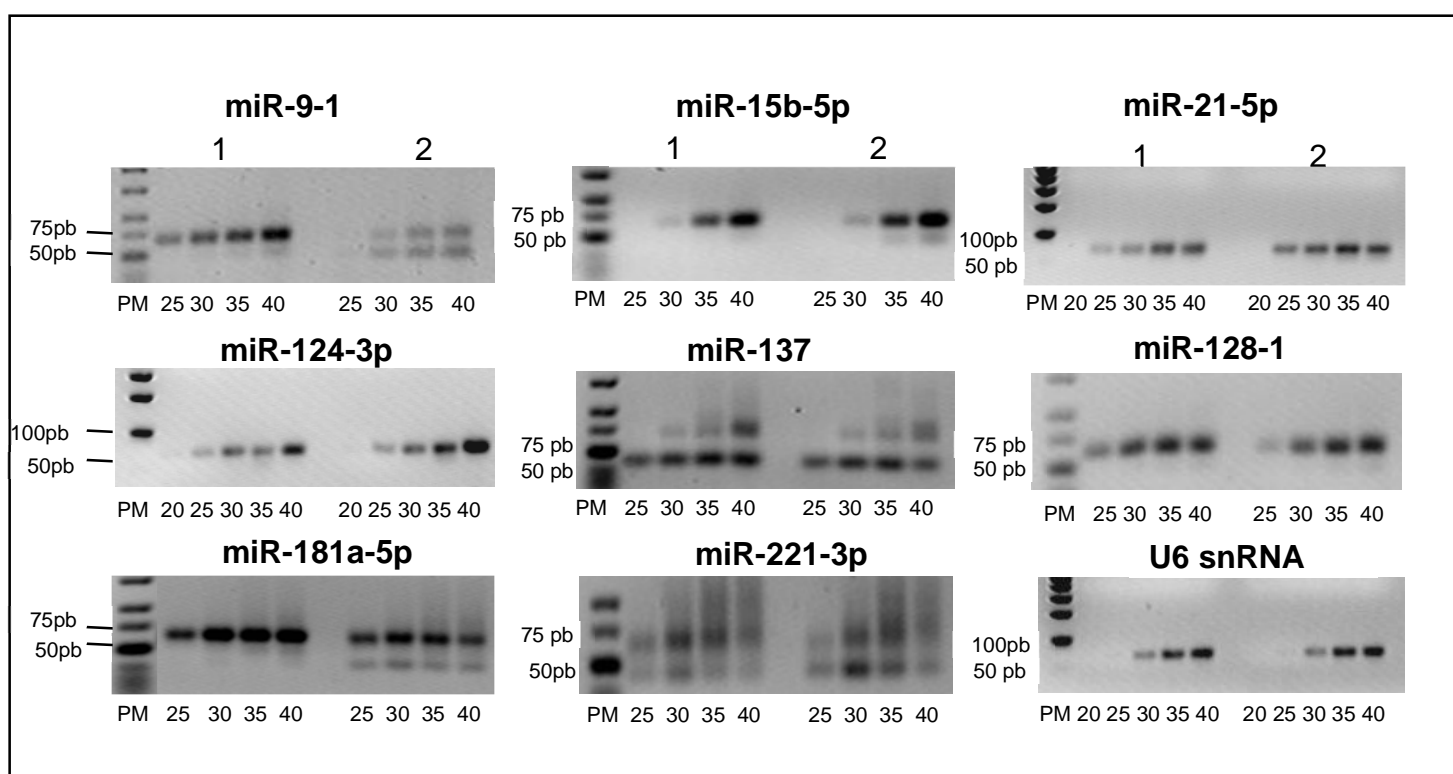 miR-9-1
1 2
75pb
50pb
PM 25 30 35 40 25 30 35 40
miR-15b-5p
1 2
75 pb
50 pb
PM 25 30 35 40 25 30 35 40
miR-21-5p
1 2
100pb
50 pb
PM 20 25 30 35 40 20 25 30 35 40
miR-124-3p
100pb
50pb
PM 20 25 30 35 40 20 25 30 35 40
miR-137
75 pb
50 pb
PM 25 30 35 40 25 30 35 40
miR-128-1
75 pb
50 pb
PM 25 30 35 40 25 30 35 40
miR-181a-5p
75pb
50pb
PM 25 30 35 40 25 30 35 40
miR-221-3p
75 pb
50pb
PM 25 30 35 40 25 30 35 40
U6 snRNA
100pb
50 pb
PM 20 25 30 35 40 20 25 30 35 40